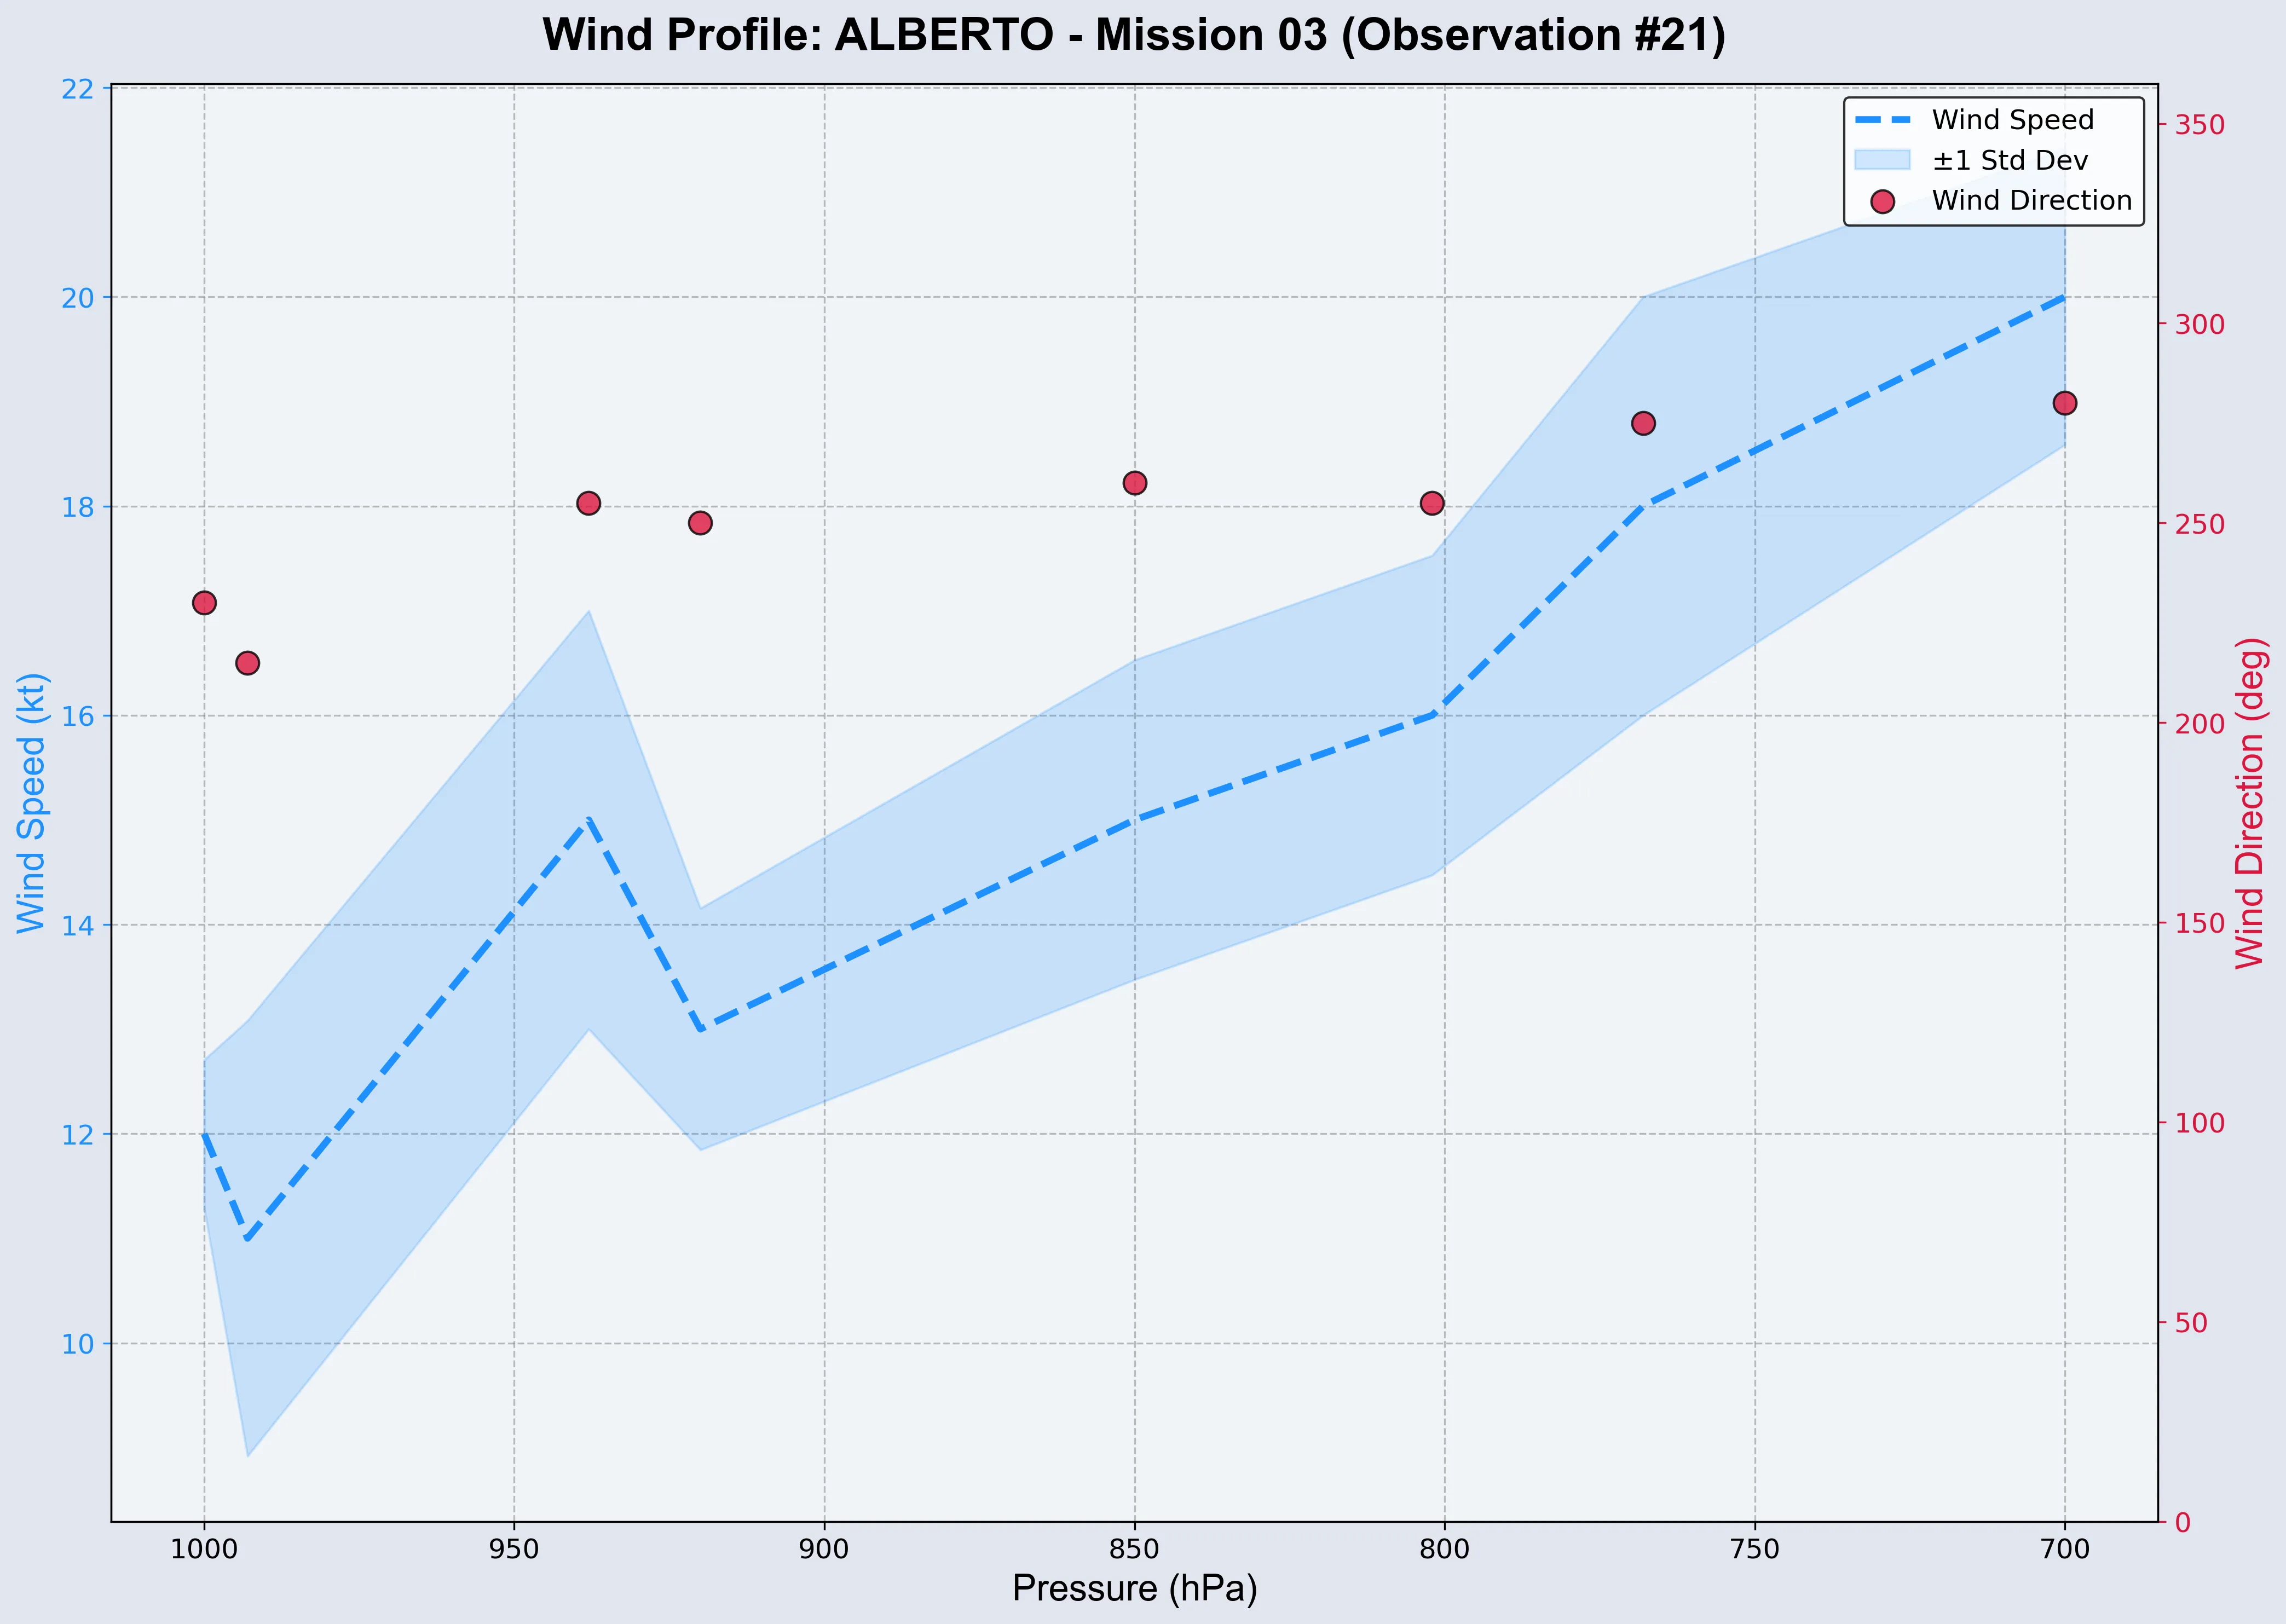 Wind Profile: ALBERTO - Mission 03 (Observation #21)
Wind Speed
±1 Std Dev
Wind Direction
Wind Speed (kt)
22
20
18
16
14
12
10
350
300
250
200
150
100
50
0
Wind Direction (deg)
1000 950 900 850 800 750 700
Pressure (hPa)